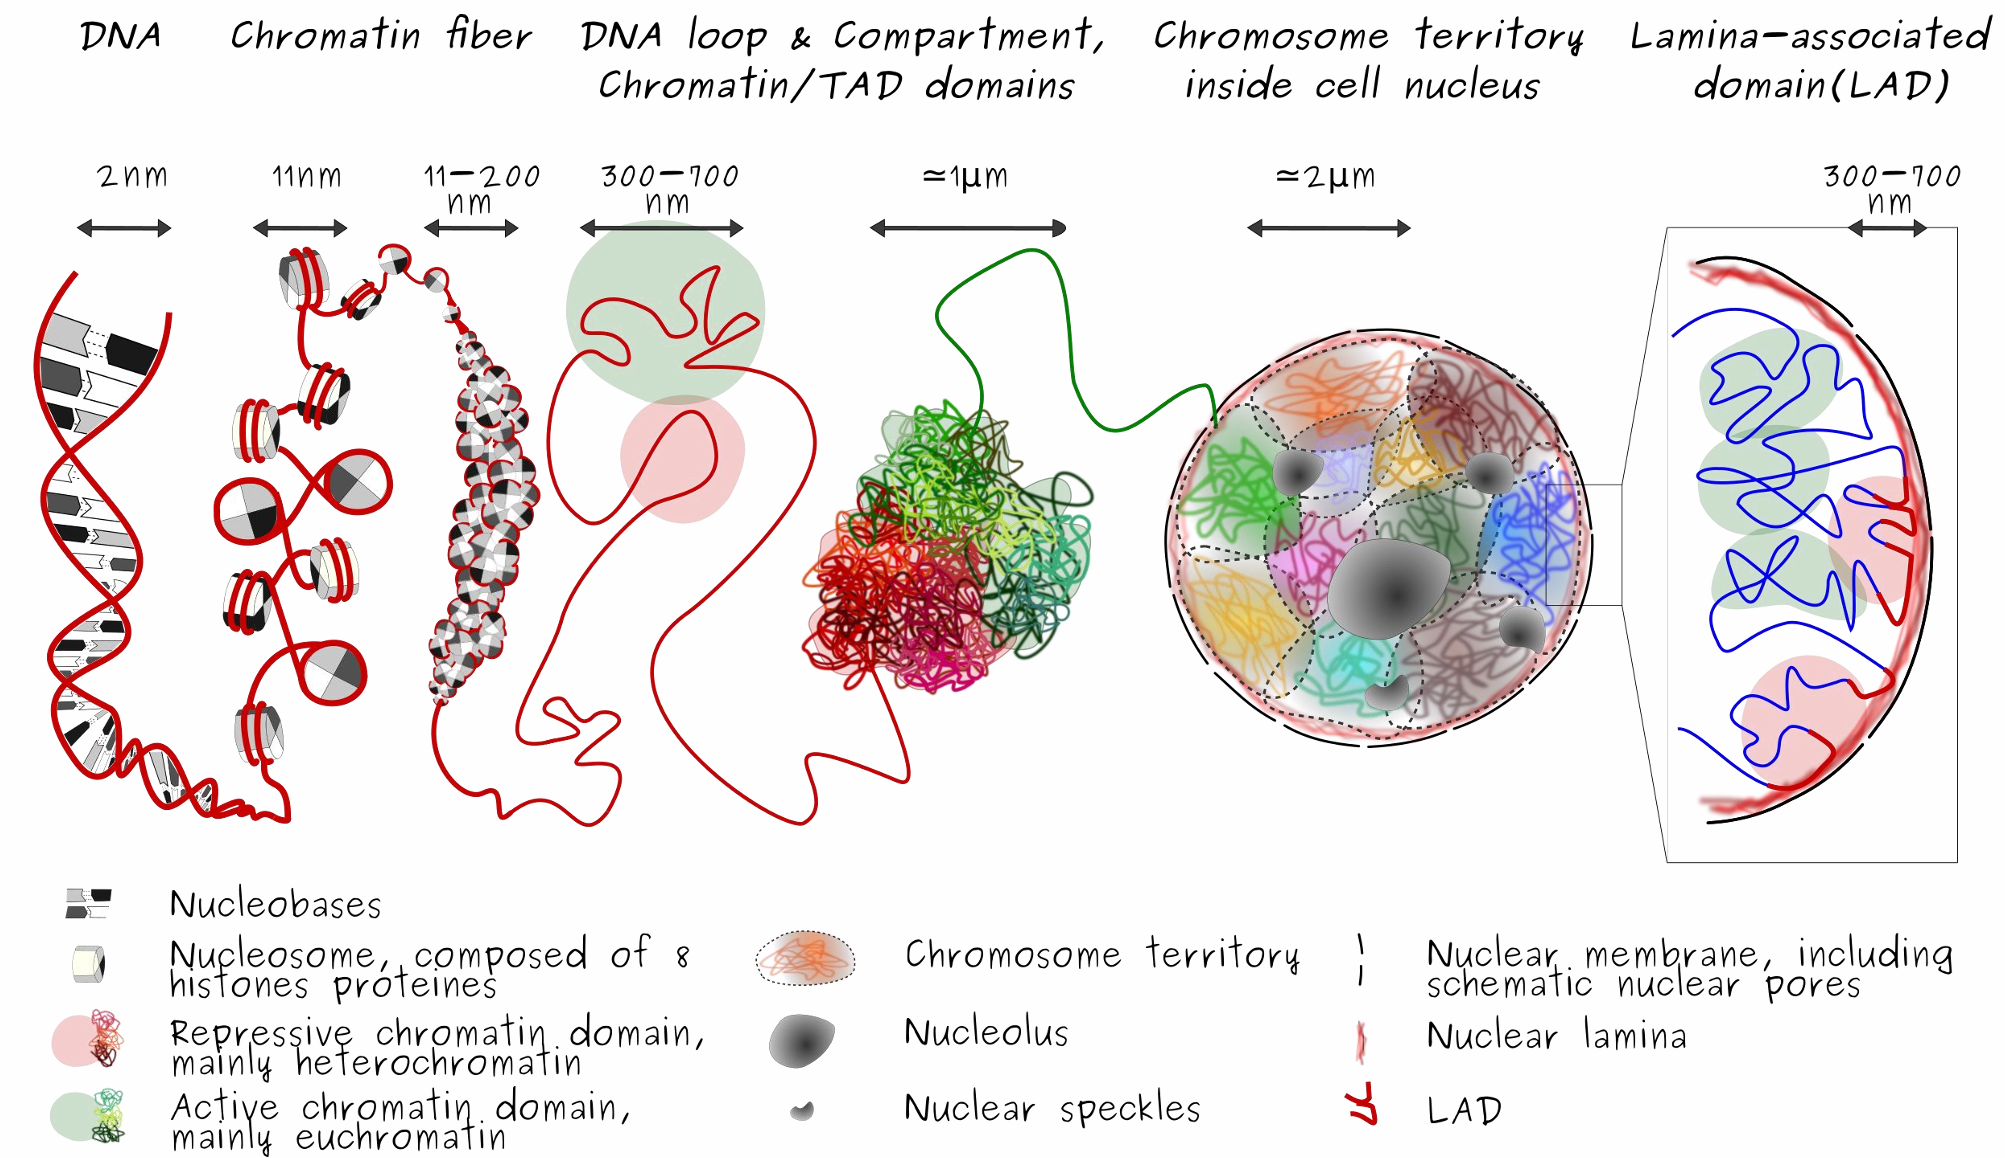 DNA
Chromatin fiber
DNA loop & Compartment,
Chromatin/TAD domains
Chromosome territory
inside cell nucleus
Lamina-associated
domain(LAD)
2nm
11nm
11-200
nm
300-700
nm
≃1μm
≃2μm
300-700
nm
Nucleobases
Nucleosome, composed of 8
histones proteines
Repressive chromatin domain,
mainly heterochromatin
Active chromatin domain,
mainly euchromatin
Chromosome territory
Nucleolus
Nuclear speckles
Nuclear membrane, including
schematic nuclear pores
Nuclear lamina
LAD